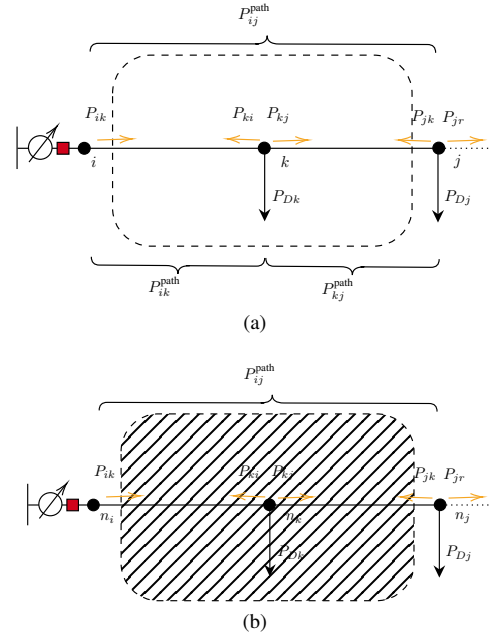 P_{ij}^{path}
P_{ik} P_{ki} P_{kj} P_{jk} P_{jr}
i k j
P_{Dk} P_{Dj}
P_{ik}^{path} P_{kj}^{path}
(a)
P_{ij}^{path}
P_{ik} P_{ki} P_{kj} P_{jk} P_{jr}
n_i n_k n_j
P_{Dk} P_{Dj}
(b)